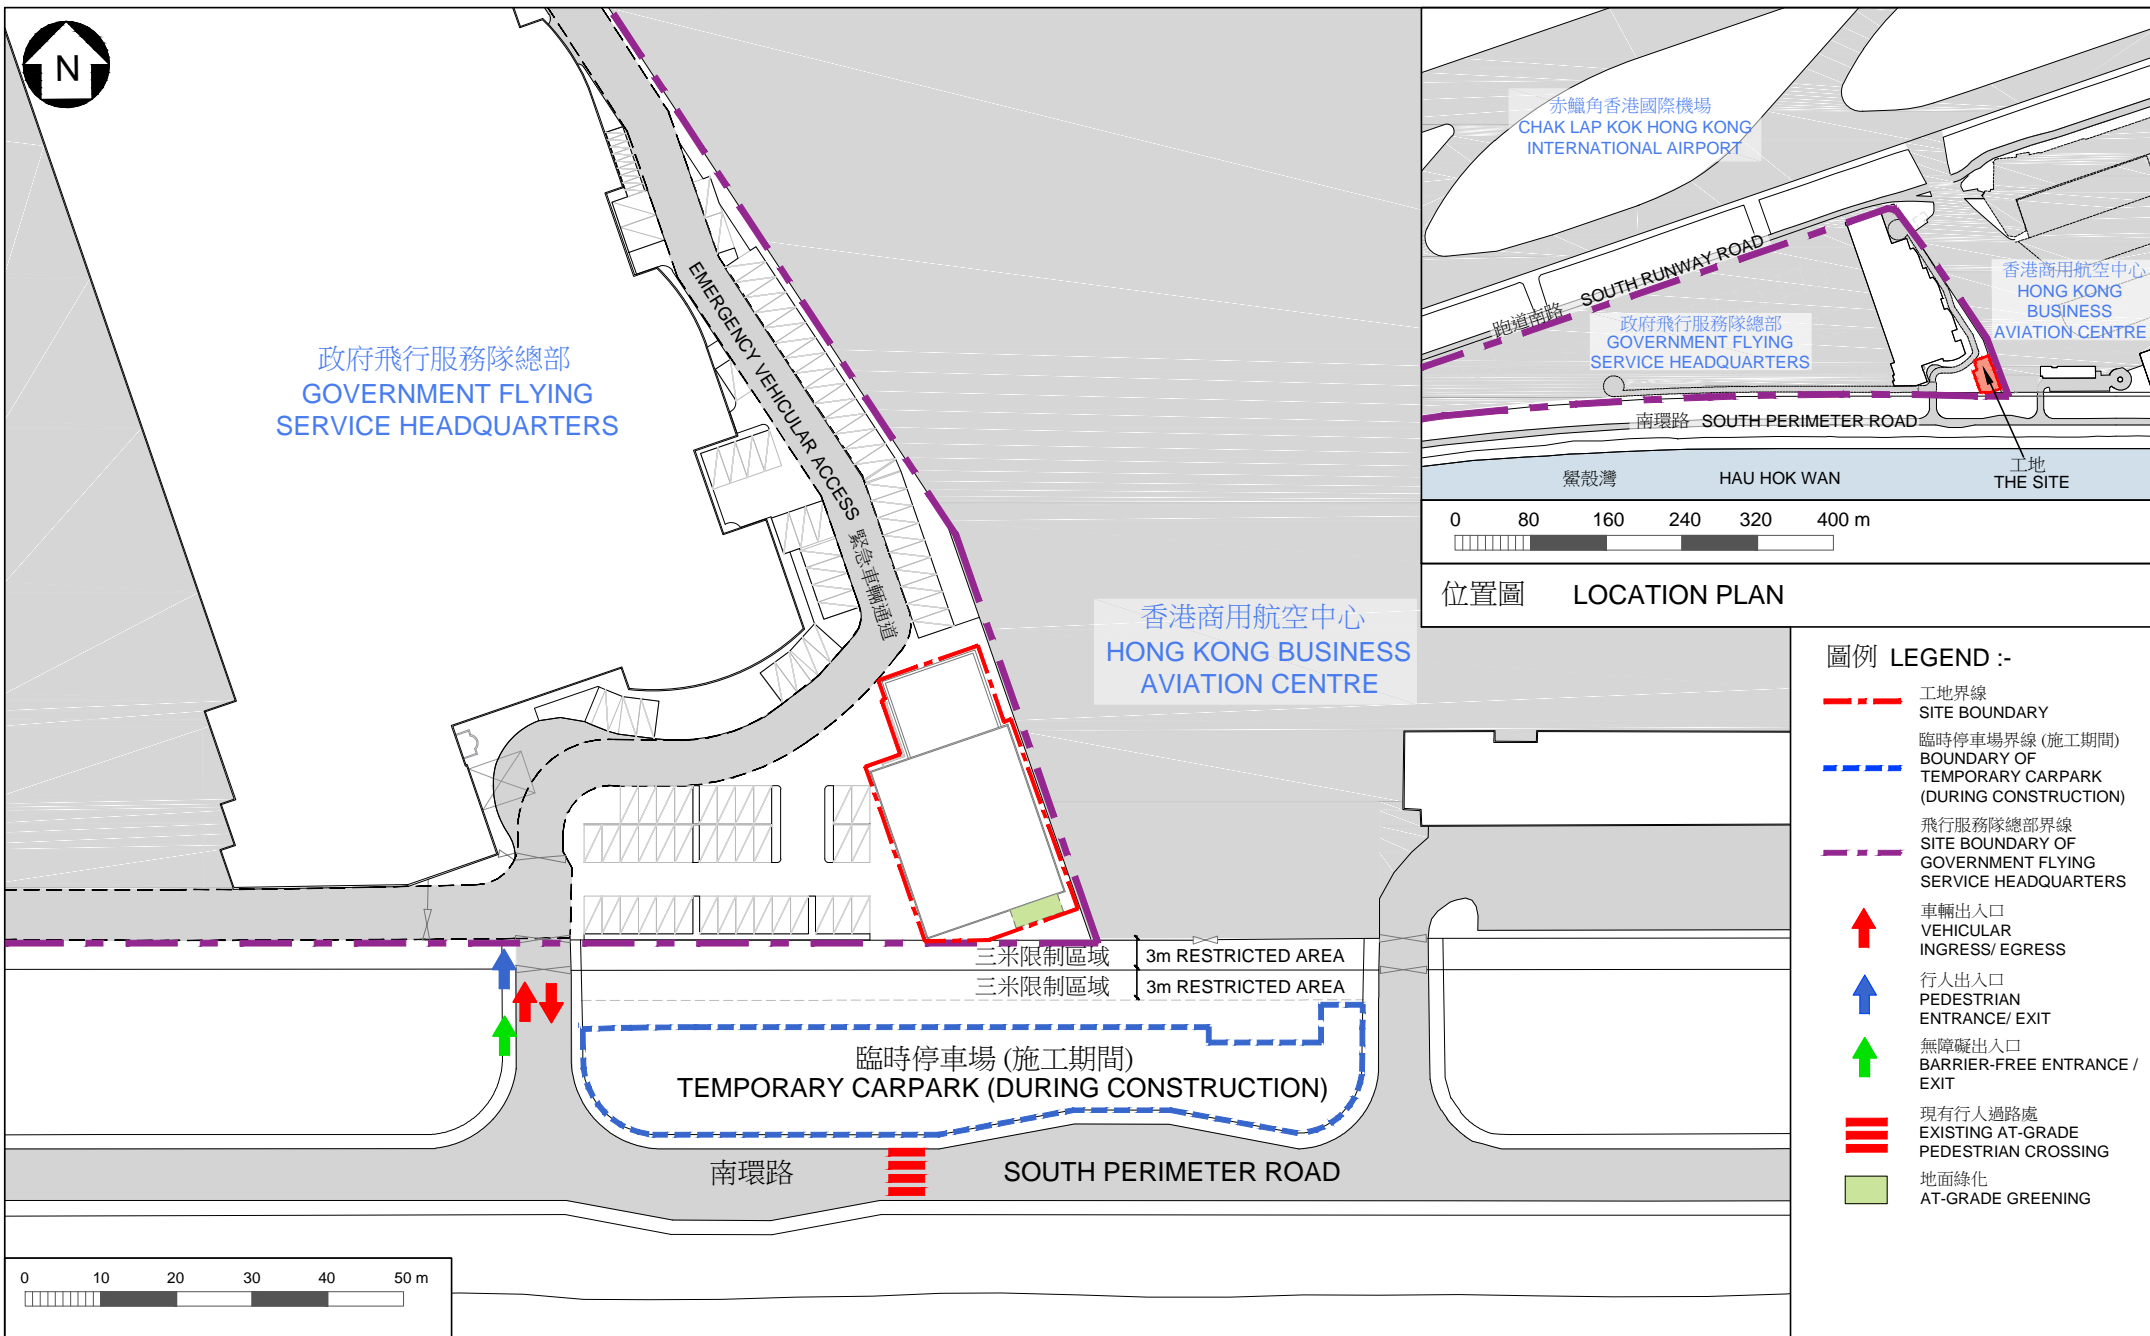 N
政府飛行服務隊總部
GOVERNMENT FLYING
SERVICE HEADQUARTERS
EMERGENCY VEHICULAR ACCESS 緊急車輛通道
香港商用航空中心
HONG KONG BUSINESS
AVIATION CENTRE
三米限制區域 3m RESTRICTED AREA
三米限制區域 3m RESTRICTED AREA
臨時停車場 (施工期間)
TEMPORARY CARPARK (DURING CONSTRUCTION)
南環路 SOUTH PERIMETER ROAD
0 10 20 30 40 50 m
赤鱲角香港國際機場
CHAK LAP KOK HONG KONG
INTERNATIONAL AIRPORT
跑道南路 SOUTH RUNWAY ROAD
香港商用航空中心
HONG KONG
BUSINESS
AVIATION CENTRE
政府飛行服務隊總部
GOVERNMENT FLYING
SERVICE HEADQUARTERS
南環路 SOUTH PERIMETER ROAD
鱟殼灣 HAU HOK WAN
工地
THE SITE
0 80 160 240 320 400 m
位置圖 LOCATION PLAN
圖例 LEGEND :-
工地界線
SITE BOUNDARY
臨時停車場界線 (施工期間)
BOUNDARY OF
TEMPORARY CARPARK
(DURING CONSTRUCTION)
飛行服務隊總部界線
SITE BOUNDARY OF
GOVERNMENT FLYING
SERVICE HEADQUARTERS
車輛出入口
VEHICULAR
INGRESS/ EGRESS
行人出入口
PEDESTRIAN
ENTRANCE/ EXIT
無障礙出入口
BARRIER-FREE ENTRANCE /
EXIT
現有行人過路處
EXISTING AT-GRADE
PEDESTRIAN CROSSING
地面綠化
AT-GRADE GREENING